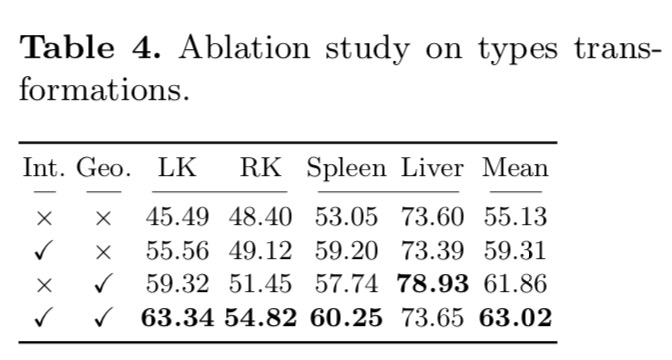 Table 4. Ablation study on types trans-
formations.
Int. Geo. LK RK Spleen Liver Mean
× × 45.49 48.40 53.05 73.60 55.13
✓ × 55.56 49.12 59.20 73.39 59.31
× ✓ 59.32 51.45 57.74 78.93 61.86
✓ ✓ 63.34 54.82 60.25 73.65 63.02